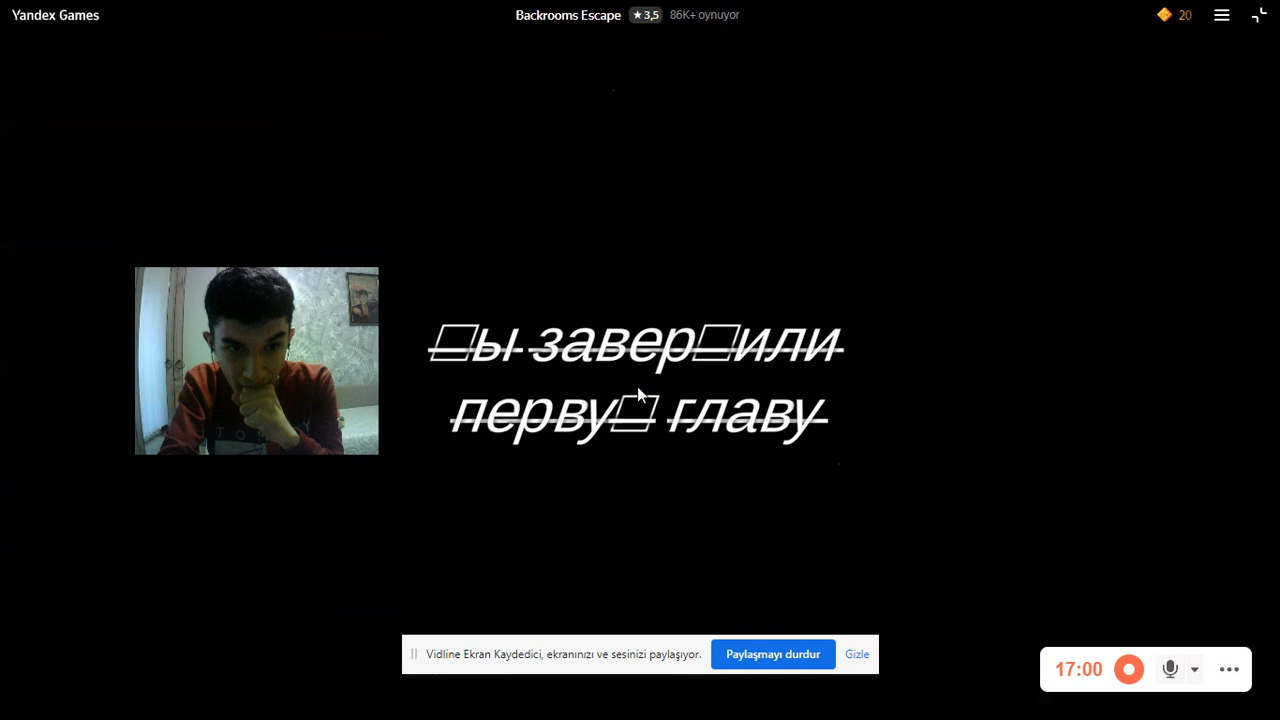 Yandex Games
Backrooms Escape ★ 3,5 86K+ oynuyor
20
□ы завер□или
перву□ главу
Vidline Ekran Kaydedici, ekranınızı ve sesinizi paylaşıyor. Paylaşmayı durdur Gizle
17:00